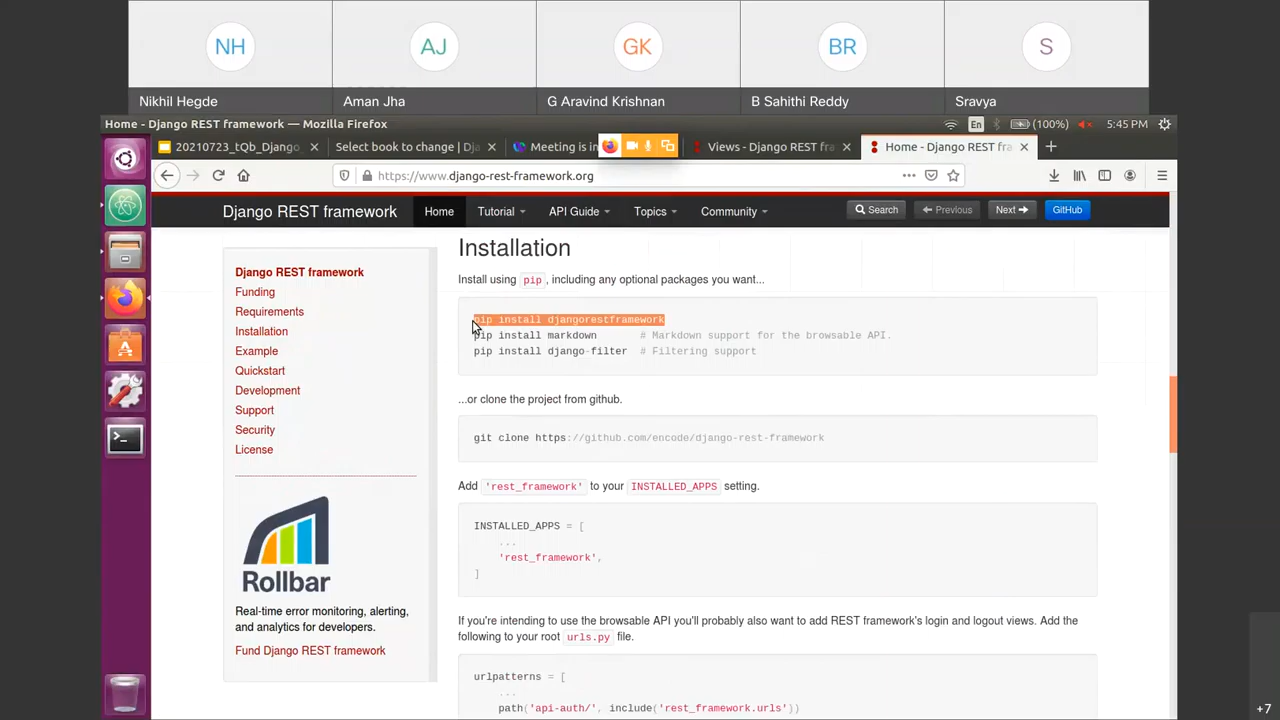 NH
AJ
GK
BR
S
Nikhil Hegde
Aman Jha
G Aravind Krishnan
B Sahithi Reddy
Sravya
Home - Django REST framework — Mozilla Firefox
En
(100%)
5:45 PM
20210723_tQb_Django
Select book to change | Dj
Meeting is in
Views - Django REST fr
Home - Django REST fr
https://www.django-rest-framework.org
Django REST framework
Home
Tutorial
API Guide
Topics
Community
Search
Previous
Next
GitHub
Django REST framework
Funding
Requirements
Installation
Example
Quickstart
Development
Support
Security
License
Rollbar
Real-time error monitoring, alerting,
and analytics for developers.
Fund Django REST framework
Installation
Install using pip, including any optional packages you want...
pip install djangorestframework
pip install markdown # Markdown support for the browsable API.
pip install django-filter # Filtering support
...or clone the project from github.
git clone https://github.com/encode/django-rest-framework
Add 'rest_framework' to your INSTALLED_APPS setting.
INSTALLED_APPS = [
...
'rest_framework',
]
If you're intending to use the browsable API you'll probably also want to add REST framework's login and logout views. Add the
following to your root urls.py file.
urlpatterns = [
...
path('api-auth/', include('rest_framework.urls'))
+7